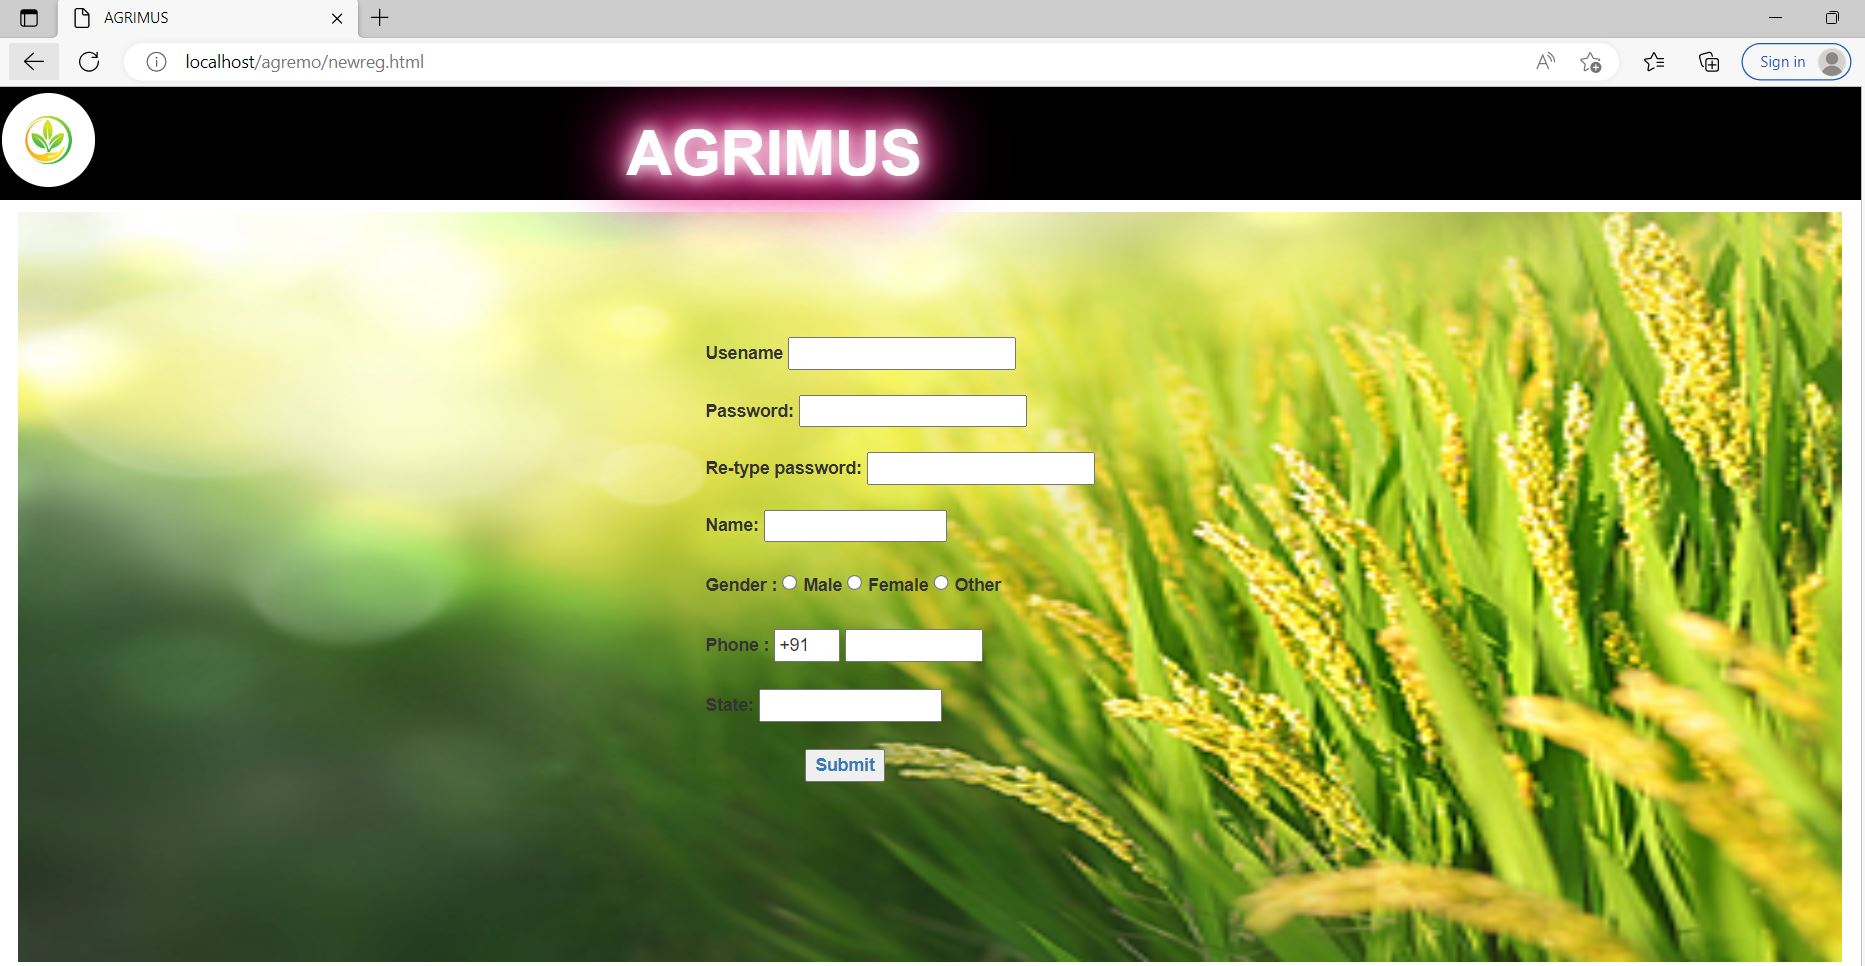 AGRIMUS
localhost/agremo/newreg.html
Sign in
AGRIMUS
Usename
Password:
Re-type password:
Name:
Gender : Male Female Other
Phone : +91
State:
Submit